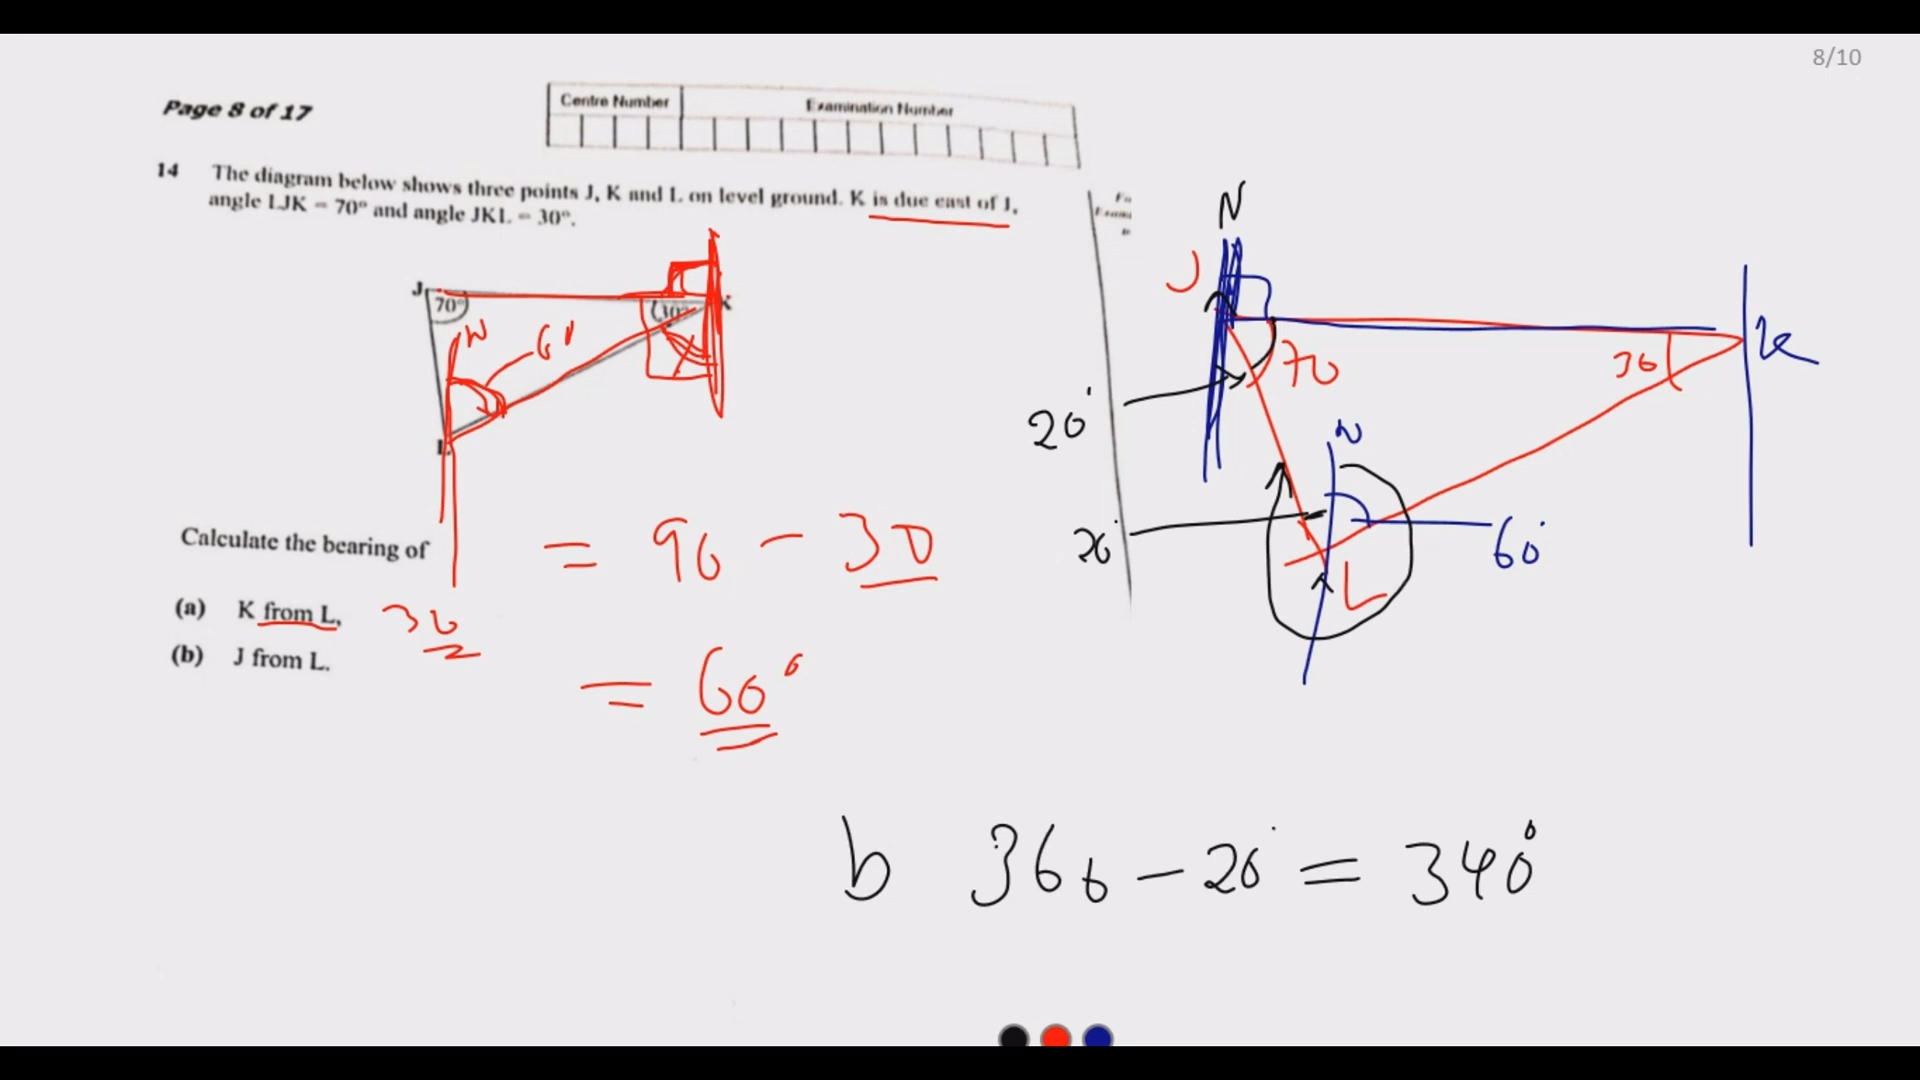 8/10
Page 8 of 17
Centre Number
Examination Number
14 The diagram below shows three points J, K and L on level ground. K is due east of J,
angle LJK = 70° and angle JKL = 30°.
N
J
J 70° 30° K
N
70
30
K
20°
N
L
Calculate the bearing of
= 90 - 30
20°
60°
L
(a) K from L,
30
(b) J from L.
= 60°
b 360 - 20° = 340°